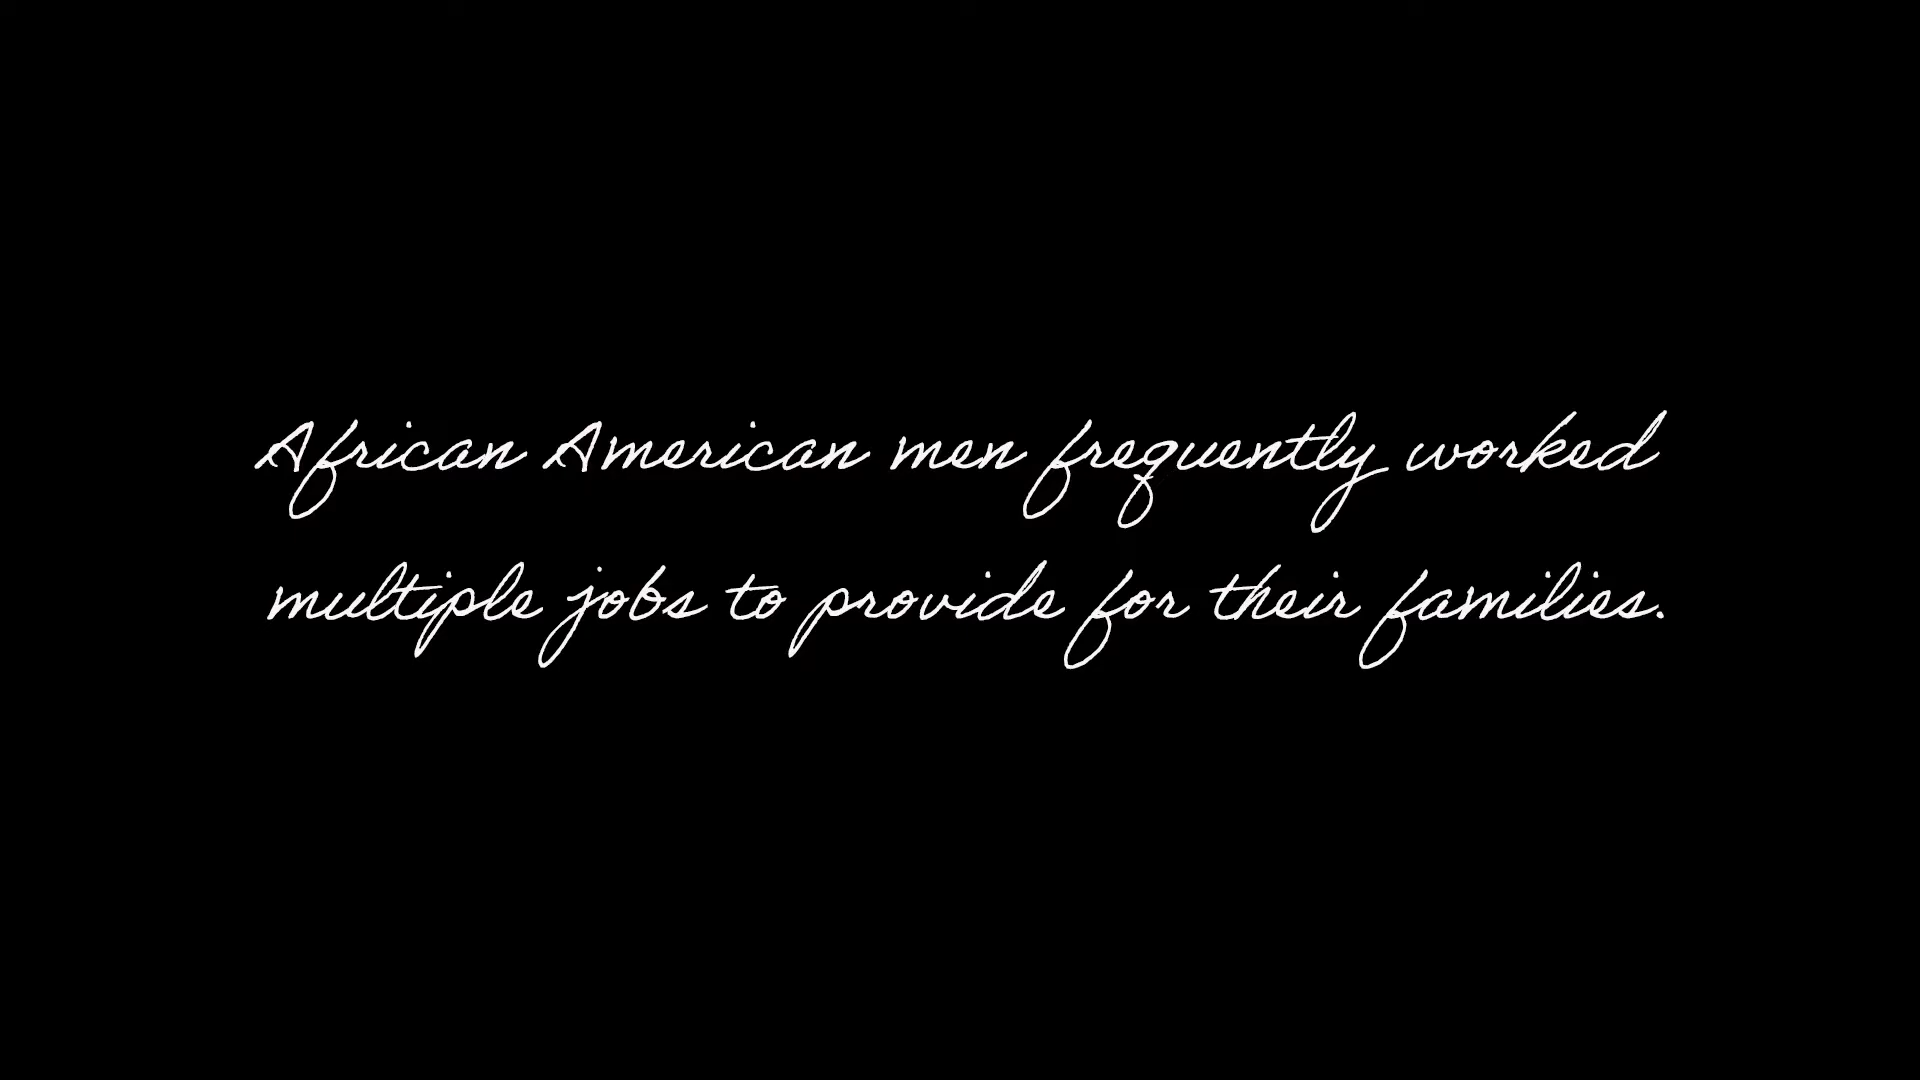 African American men frequently worked
multiple jobs to provide for their families.